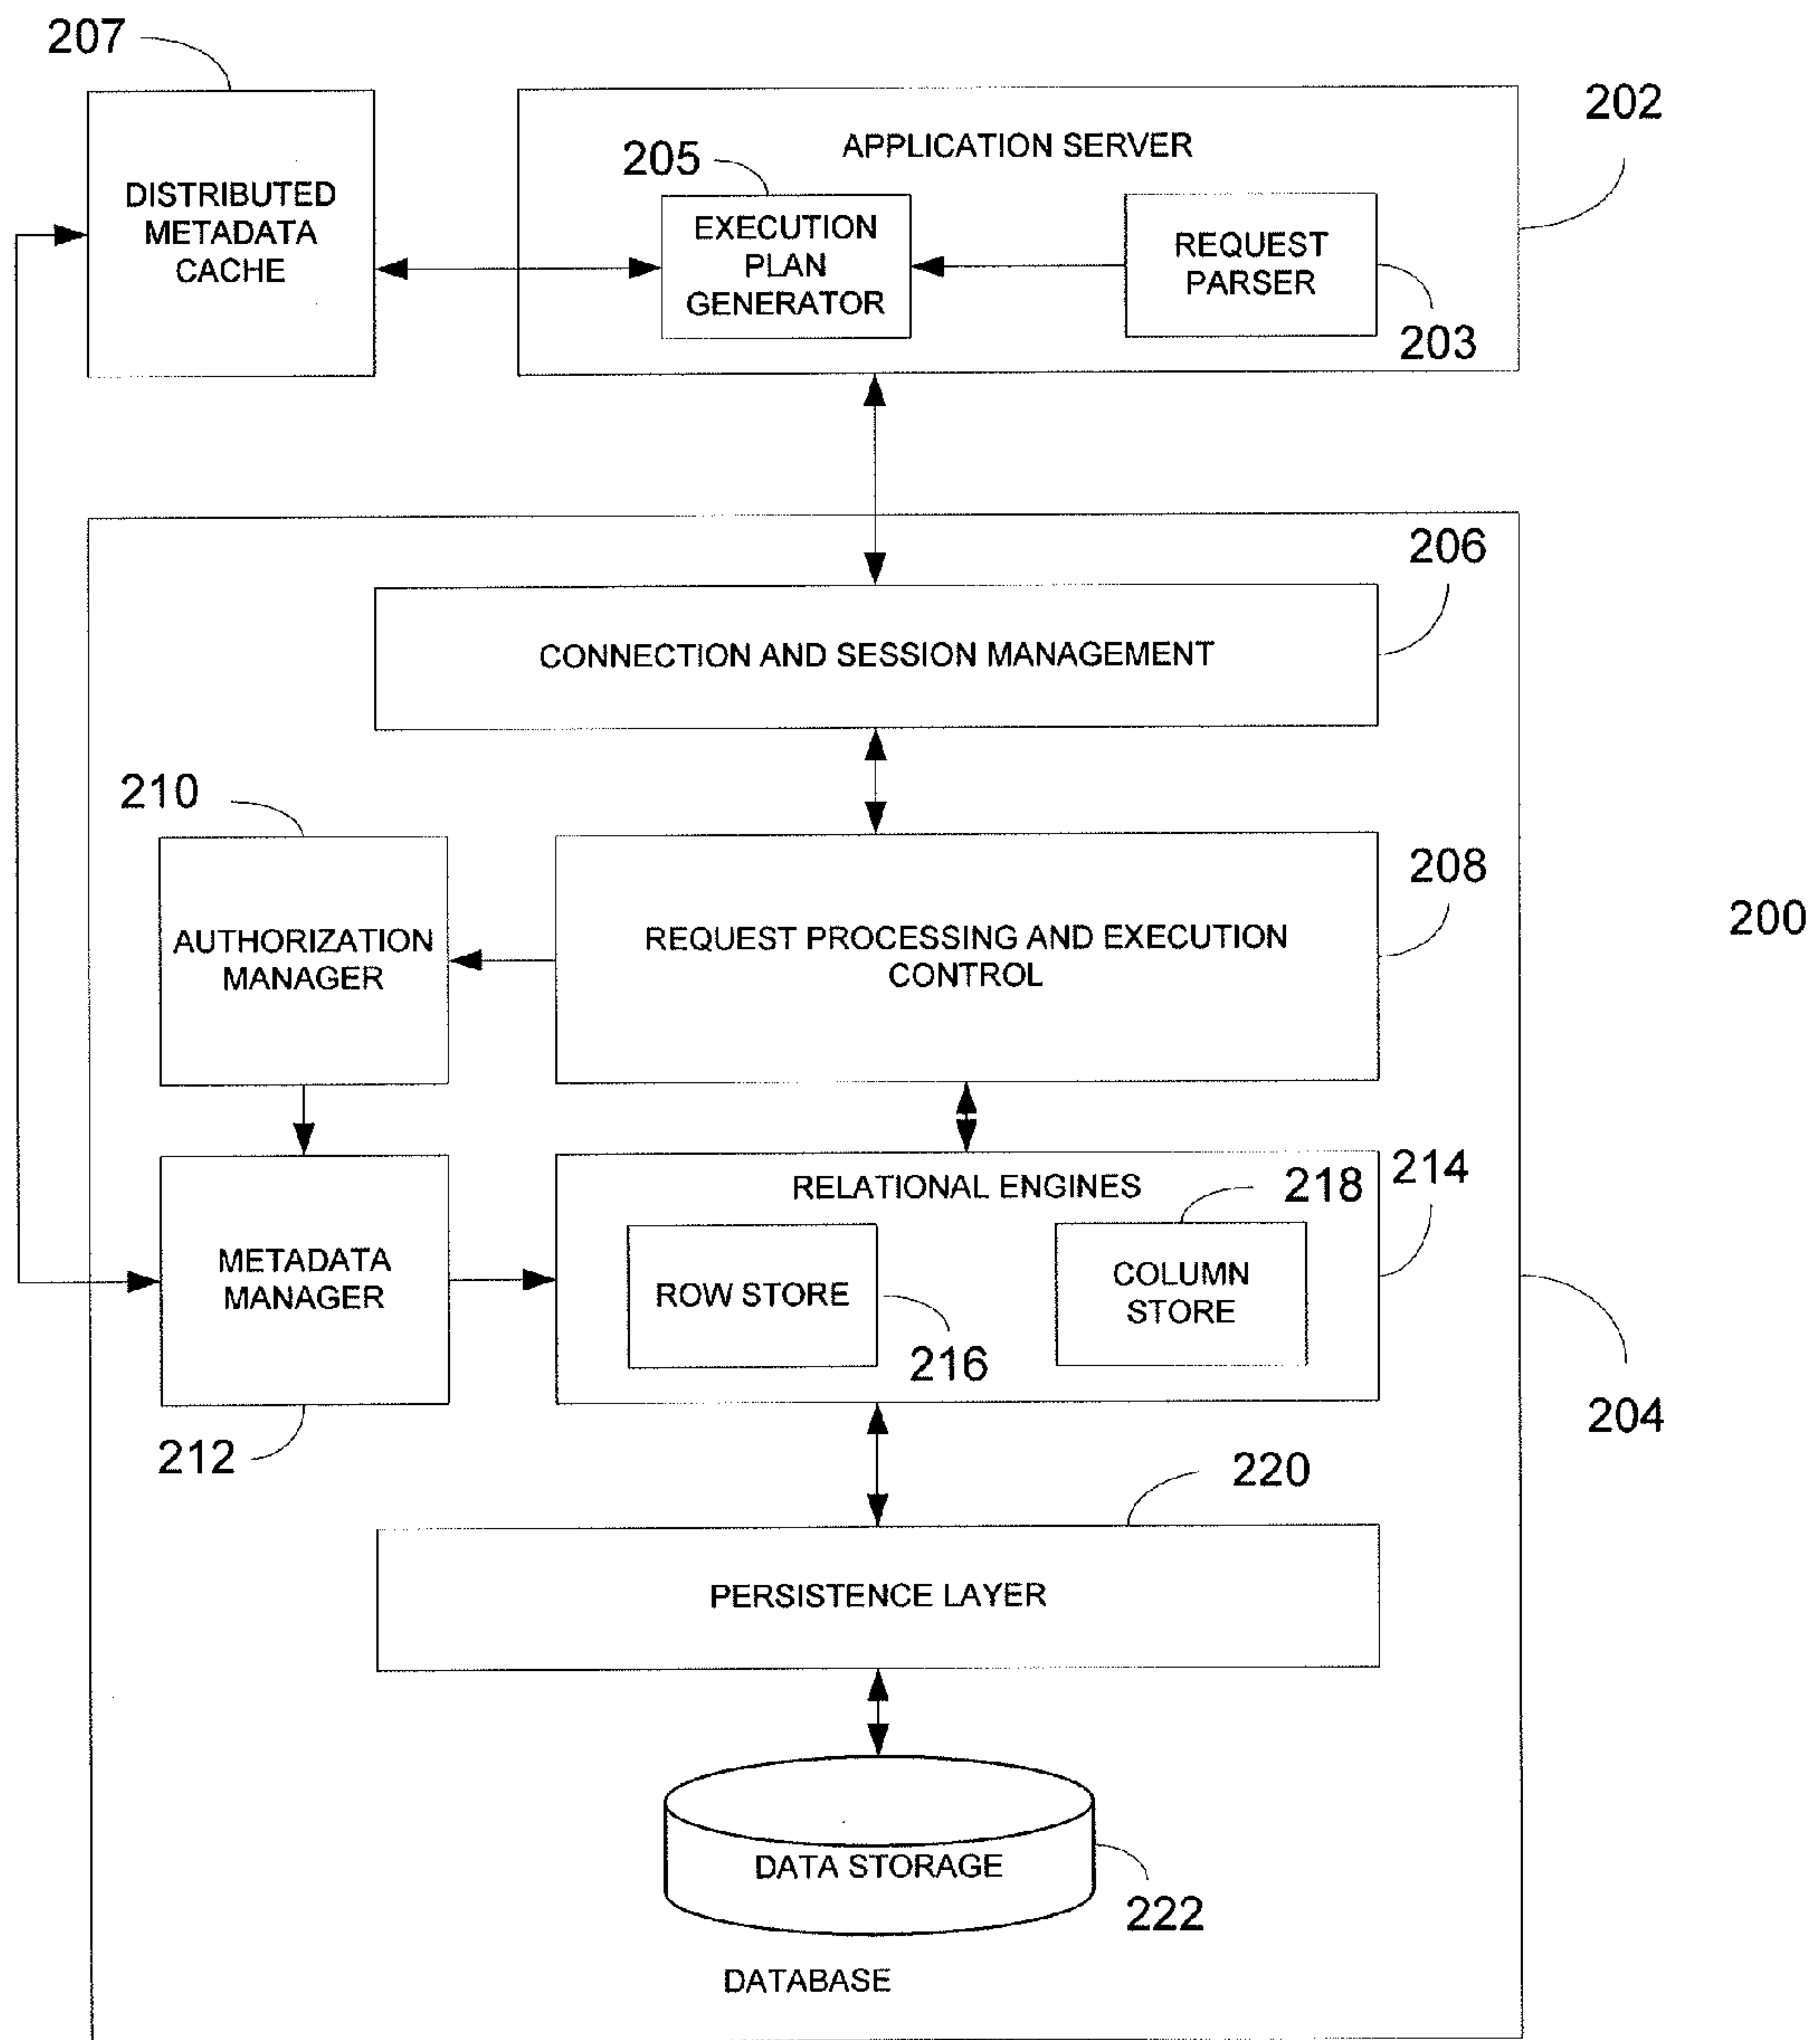 207
202
APPLICATION SERVER
205
DISTRIBUTED
METADATA
CACHE
EXECUTION
PLAN
GENERATOR
REQUEST
PARSER
203
206
CONNECTION AND SESSION MANAGEMENT
210
208
AUTHORIZATION
MANAGER
REQUEST PROCESSING AND EXECUTION
CONTROL
200
RELATIONAL ENGINES
218
214
METADATA
MANAGER
ROW STORE
216
COLUMN
STORE
204
212
220
PERSISTENCE LAYER
DATA STORAGE
222
DATABASE